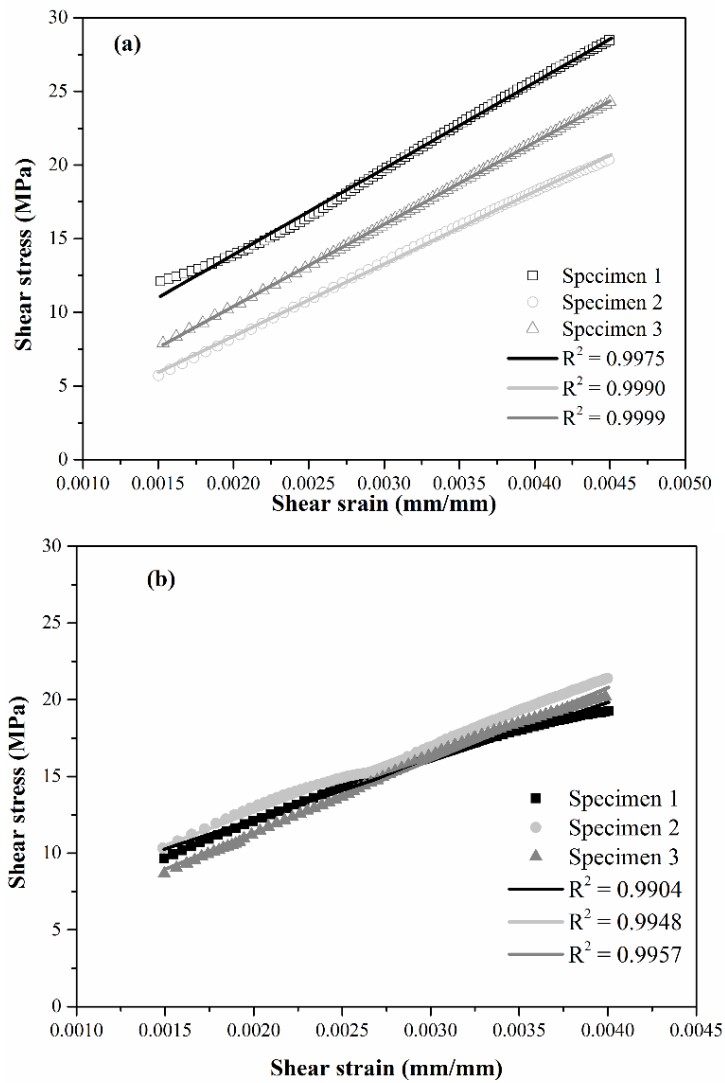 (a)
Shear stress (MPa)
30
25
20
15
10
5
0
Specimen 1
Specimen 2
Specimen 3
R² = 0.9975
R² = 0.9990
R² = 0.9999
0.0010 0.0015 0.0020 0.0025 0.0030 0.0035 0.0040 0.0045 0.0050
Shear srain (mm/mm)
(b)
Shear stress (MPa)
30
25
20
15
10
5
0
Specimen 1
Specimen 2
Specimen 3
R² = 0.9904
R² = 0.9948
R² = 0.9957
0.0010 0.0015 0.0020 0.0025 0.0030 0.0035 0.0040 0.0045
Shear strain (mm/mm)